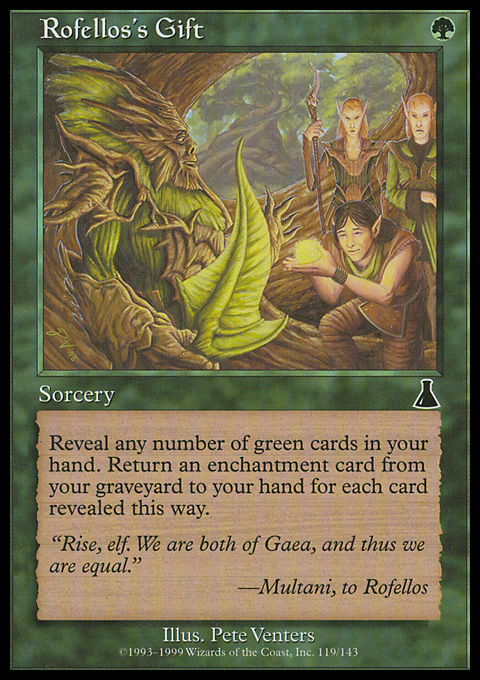 Rofellos's Gift
Sorcery
Reveal any number of green cards in your
hand. Return an enchantment card from
your graveyard to your hand for each card
revealed this way.
“Rise, elf. We are both of Gaea, and thus we
are equal.”
—Multani, to Rofellos
Illus. Pete Venters
©1993–1999 Wizards of the Coast, Inc. 119/143